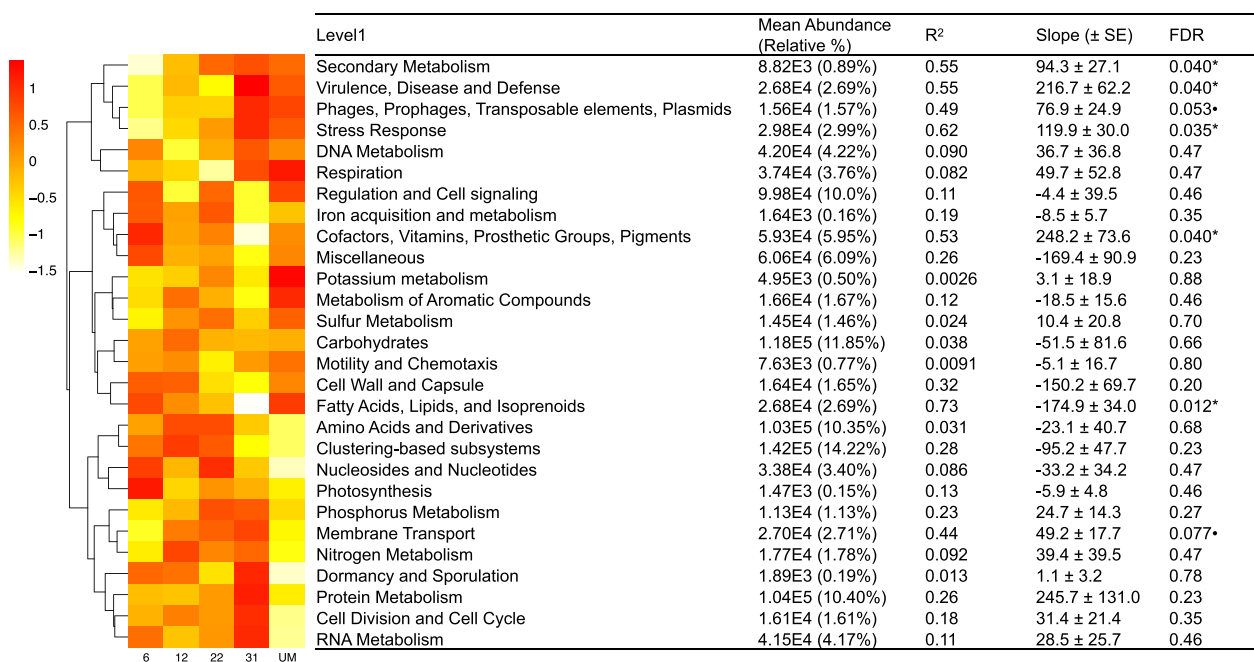 Level1 Mean Abundance (Relative %) R² Slope (± SE) FDR
1
0.5
0
−0.5
−1
−1.5
Secondary Metabolism 8.82E3 (0.89%) 0.55 94.3 ± 27.1 0.040*
Virulence, Disease and Defense 2.68E4 (2.69%) 0.55 216.7 ± 62.2 0.040*
Phages, Prophages, Transposable elements, Plasmids 1.56E4 (1.57%) 0.49 76.9 ± 24.9 0.053•
Stress Response 2.98E4 (2.99%) 0.62 119.9 ± 30.0 0.035*
DNA Metabolism 4.20E4 (4.22%) 0.090 36.7 ± 36.8 0.47
Respiration 3.74E4 (3.76%) 0.082 49.7 ± 52.8 0.47
Regulation and Cell signaling 9.98E4 (10.0%) 0.11 -4.4 ± 39.5 0.46
Iron acquisition and metabolism 1.64E3 (0.16%) 0.19 -8.5 ± 5.7 0.35
Cofactors, Vitamins, Prosthetic Groups, Pigments 5.93E4 (5.95%) 0.53 248.2 ± 73.6 0.040*
Miscellaneous 6.06E4 (6.09%) 0.26 -169.4 ± 90.9 0.23
Potassium metabolism 4.95E3 (0.50%) 0.0026 3.1 ± 18.9 0.88
Metabolism of Aromatic Compounds 1.66E4 (1.67%) 0.12 -18.5 ± 15.6 0.46
Sulfur Metabolism 1.45E4 (1.46%) 0.024 10.4 ± 20.8 0.70
Carbohydrates 1.18E5 (11.85%) 0.038 -51.5 ± 81.6 0.66
Motility and Chemotaxis 7.63E3 (0.77%) 0.0091 -5.1 ± 16.7 0.80
Cell Wall and Capsule 1.64E4 (1.65%) 0.32 -150.2 ± 69.7 0.20
Fatty Acids, Lipids, and Isoprenoids 2.68E4 (2.69%) 0.73 -174.9 ± 34.0 0.012*
Amino Acids and Derivatives 1.03E5 (10.35%) 0.031 -23.1 ± 40.7 0.68
Clustering-based subsystems 1.42E5 (14.22%) 0.28 -95.2 ± 47.7 0.23
Nucleosides and Nucleotides 3.38E4 (3.40%) 0.086 -33.2 ± 34.2 0.47
Photosynthesis 1.47E3 (0.15%) 0.13 -5.9 ± 4.8 0.46
Phosphorus Metabolism 1.13E4 (1.13%) 0.23 24.7 ± 14.3 0.27
Membrane Transport 2.70E4 (2.71%) 0.44 49.2 ± 17.7 0.077•
Nitrogen Metabolism 1.77E4 (1.78%) 0.092 39.4 ± 39.5 0.47
Dormancy and Sporulation 1.89E3 (0.19%) 0.013 1.1 ± 3.2 0.78
Protein Metabolism 1.04E5 (10.40%) 0.26 245.7 ± 131.0 0.23
Cell Division and Cell Cycle 1.61E4 (1.61%) 0.18 31.4 ± 21.4 0.35
RNA Metabolism 4.15E4 (4.17%) 0.11 28.5 ± 25.7 0.46
6 12 22 31 UM